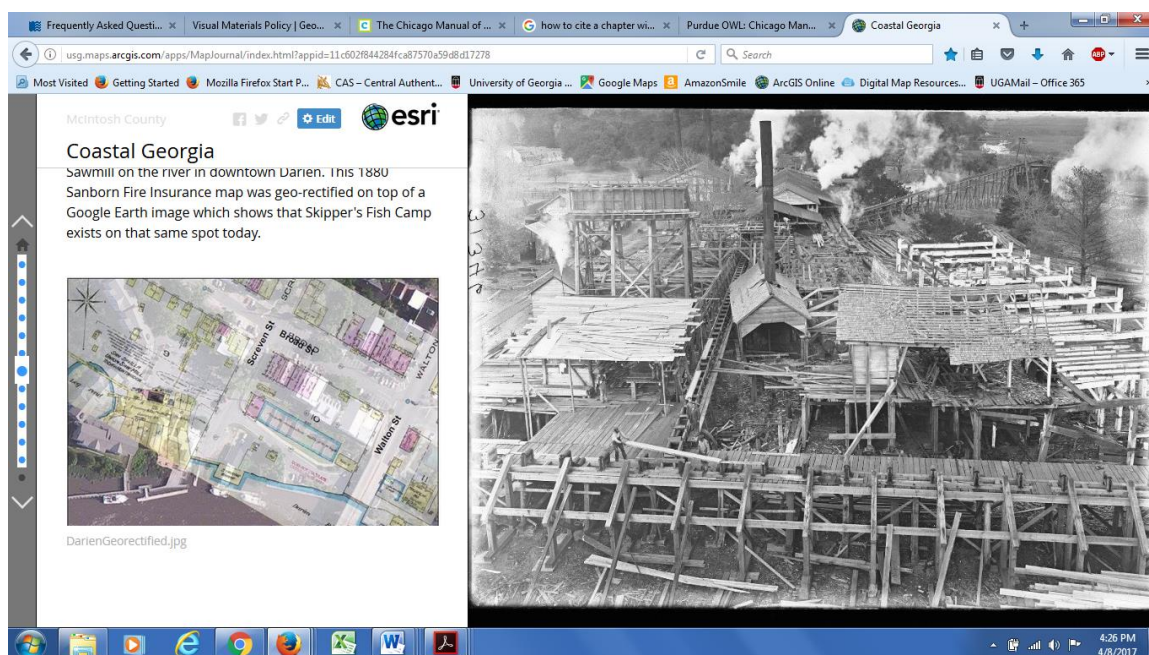 Frequently Asked Questi... × Visual Materials Policy | Geo... × The Chicago Manual of ... × how to cite a chapter wi... × Purdue OWL: Chicago Man... × Coastal Georgia × +
usg.maps.arcgis.com/apps/MapJournal/index.html?appid=11c602f844284fca87570a59d8d17278 Search ABP
Most Visited Getting Started Mozilla Firefox Start P... CAS – Central Authent... University of Georgia ... Google Maps AmazonSmile ArcGIS Online Digital Map Resources... UGAMail – Office 365
McIntosh County Edit esri
Coastal Georgia
Sawmill on the river in downtown Darien. This 1880
Sanborn Fire Insurance map was geo-rectified on top of a
Google Earth image which shows that Skipper's Fish Camp
exists on that same spot today.
Screven St
Broad St
WALTON
Walton St
DarienGeorectified.jpg
4:26 PM
4/8/2017